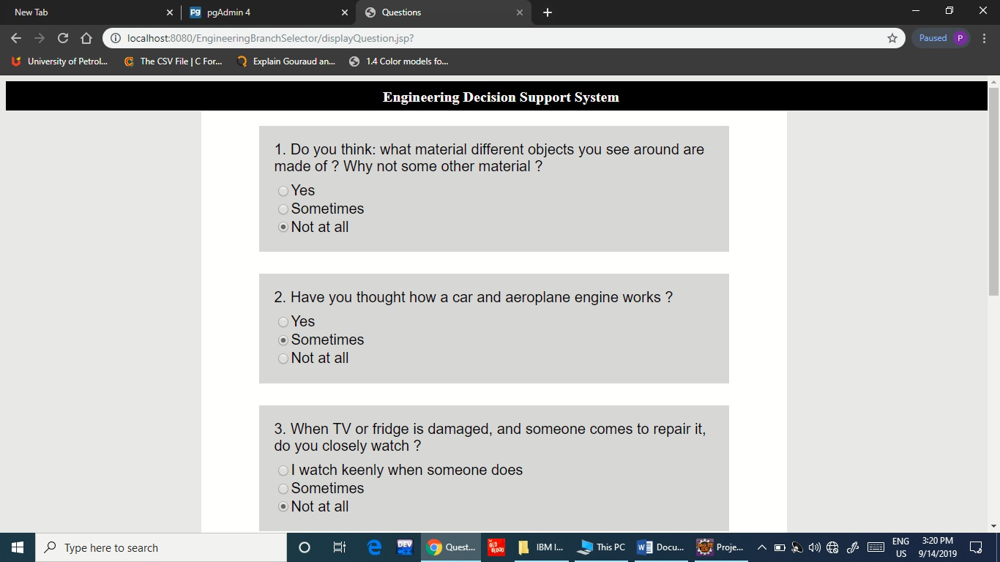 New Tab
pgAdmin 4
Questions
localhost:8080/EngineeringBranchSelector/displayQuestion.jsp?
Paused P
University of Petrol...
The CSV File | C For...
Explain Gouraud an...
1.4 Color models fo...
Engineering Decision Support System
1. Do you think: what material different objects you see around are
made of ? Why not some other material ?
Yes
Sometimes
Not at all
2. Have you thought how a car and aeroplane engine works ?
Yes
Sometimes
Not at all
3. When TV or fridge is damaged, and someone comes to repair it,
do you closely watch ?
I watch keenly when someone does
Sometimes
Not at all
Type here to search
DEV
Quest...
OLD
BLOOD
IBM I...
This PC
Docu...
Proje...
ENG
US
3:20 PM
9/14/2019